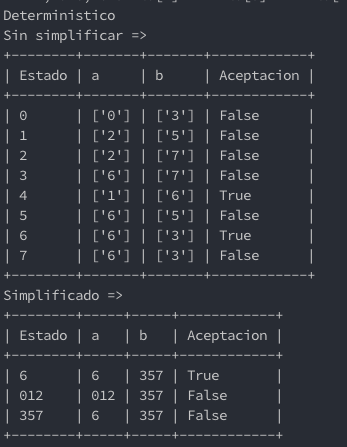 Deterministico
Sin simplificar =>
+--------+-------+-------+------------+
| Estado | a     | b     | Aceptacion |
+--------+-------+-------+------------+
| 0      | ['0'] | ['3'] | False      |
| 1      | ['2'] | ['5'] | False      |
| 2      | ['2'] | ['7'] | False      |
| 3      | ['6'] | ['7'] | False      |
| 4      | ['1'] | ['6'] | True       |
| 5      | ['6'] | ['5'] | False      |
| 6      | ['6'] | ['3'] | True       |
| 7      | ['6'] | ['3'] | False      |
+--------+-------+-------+------------+
Simplificado =>
+--------+-----+-----+------------+
| Estado | a   | b   | Aceptacion |
+--------+-----+-----+------------+
| 6      | 6   | 357 | True       |
| 012    | 012 | 357 | False      |
| 357    | 6   | 357 | False      |
+--------+-----+-----+------------+